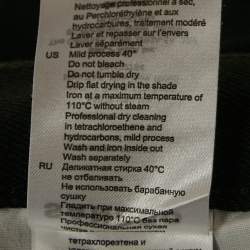 Nettoyage professionnel à sec,
au Perchloréthylène et aux
hydrocarbures, traitement modéré
Laver et repasser sur l'envers
Laver séparément
US Mild process 40°
Do not bleach
Do not tumble dry
Drip flat drying in the shade
Iron at a maximum temperature of
110°C without steam
Professional dry cleaning
in tetrachloroethene and
hydrocarbons, mild process
Wash and iron inside out
Wash separately
RU Деликатная стирка 40°C
не отбеливать
Не использовать барабанную
сушку
Гладить при максимальной
температуре 110°C без пара
Профессиональная сухая
тетрахлорэтена и